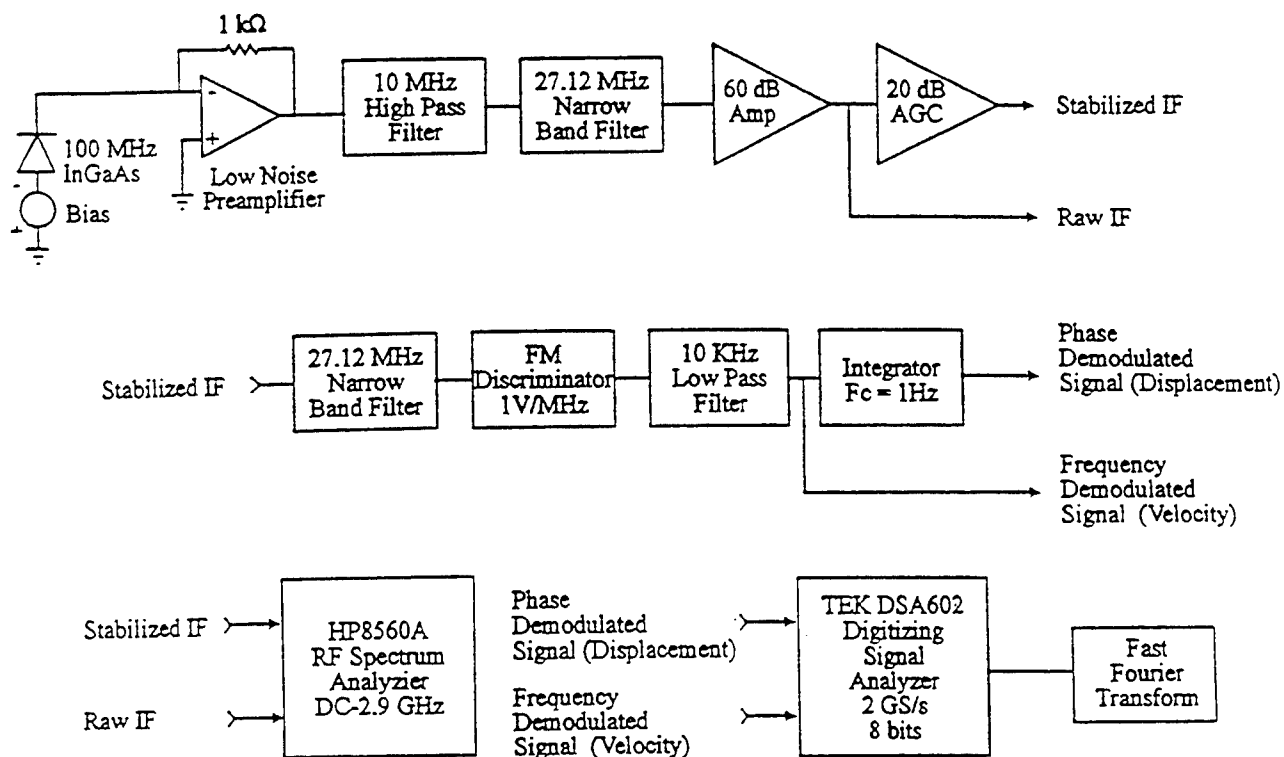 1 kΩ
-
+
100 MHz
InGaAs
-
+
Bias
Low Noise
Preamplifier
10 MHz
High Pass
Filter
27.12 MHz
Narrow
Band Filter
60 dB
Amp
20 dB
AGC
Stabilized IF
Raw IF
Stabilized IF
27.12 MHz
Narrow
Band Filter
FM
Discriminator
1V/MHz
10 KHz
Low Pass
Filter
Integrator
Fc = 1Hz
Phase
Demodulated
Signal (Displacement)
Frequency
Demodulated
Signal (Velocity)
Stabilized IF
Raw IF
HP8560A
RF Spectrum
Analyzier
DC-2.9 GHz
Phase
Demodulated
Signal (Displacement)
Frequency
Demodulated
Signal (Velocity)
TEK DSA602
Digitizing
Signal
Analyzer
2 GS/s
8 bits
Fast
Fourier
Transform